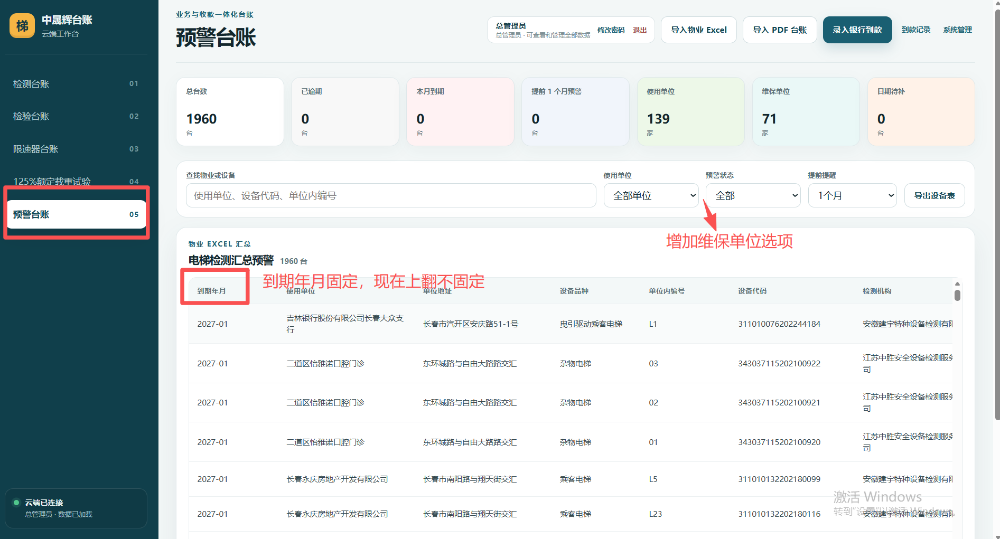 梯
中晟辉台账
云端工作台
检测台账 01
检验台账 02
限速器台账 03
125%额定载重试验 04
预警台账 05
云端已连接
总管理员 · 数据已加载
业务与收款一体化台账
预警台账
总管理员
总管理员 · 可查看和管理全部数据
修改密码 退出
导入物业 Excel
导入 PDF 台账
录入银行到款
到款记录
系统管理
总台数
1960
台
已逾期
0
台
本月到期
0
台
提前 1 个月预警
0
台
使用单位
139
家
维保单位
71
家
日期待补
0
台
查找物业或设备
使用单位、设备代码、单位内编号
使用单位
全部单位
预警状态
全部
提前提醒
1个月
导出设备表
增加维保单位选项
物业 EXCEL 汇总
电梯检测汇总预警 1960 台
到期年月固定，现在上翻不固定
到期年月 使用单位 单位地址 设备品种 单位内编号 设备代码 检测机构
2027-01 吉林银行股份有限公司长春大众支行 长春市汽开区安庆路51-1号 曳引驱动乘客电梯 L1 311010076202244184 安徽建宇特种设备检测有限
2027-01 二道区怡雅诺口腔门诊 东环城路与自由大路路交汇 杂物电梯 03 343037115202100922 江苏中胜安全设备检测服务司
2027-01 二道区怡雅诺口腔门诊 东环城路与自由大路路交汇 杂物电梯 02 343037115202100921 江苏中胜安全设备检测服务司
2027-01 二道区怡雅诺口腔门诊 东环城路与自由大路路交汇 杂物电梯 01 343037115202100920 江苏中胜安全设备检测服务司
2027-01 长春永庆房地产开发有限公司 长春市南阳路与翔天街交汇 乘客电梯 L5 311010132202180099 安徽建宇特种设备检测有限
2027-01 长春永庆房地产开发有限公司 长春市南阳路与翔天街交汇 乘客电梯 L23 311010132202180116 安徽建宇特种设备检测有限
激活 Windows
转到"设置"以激活 Windows。